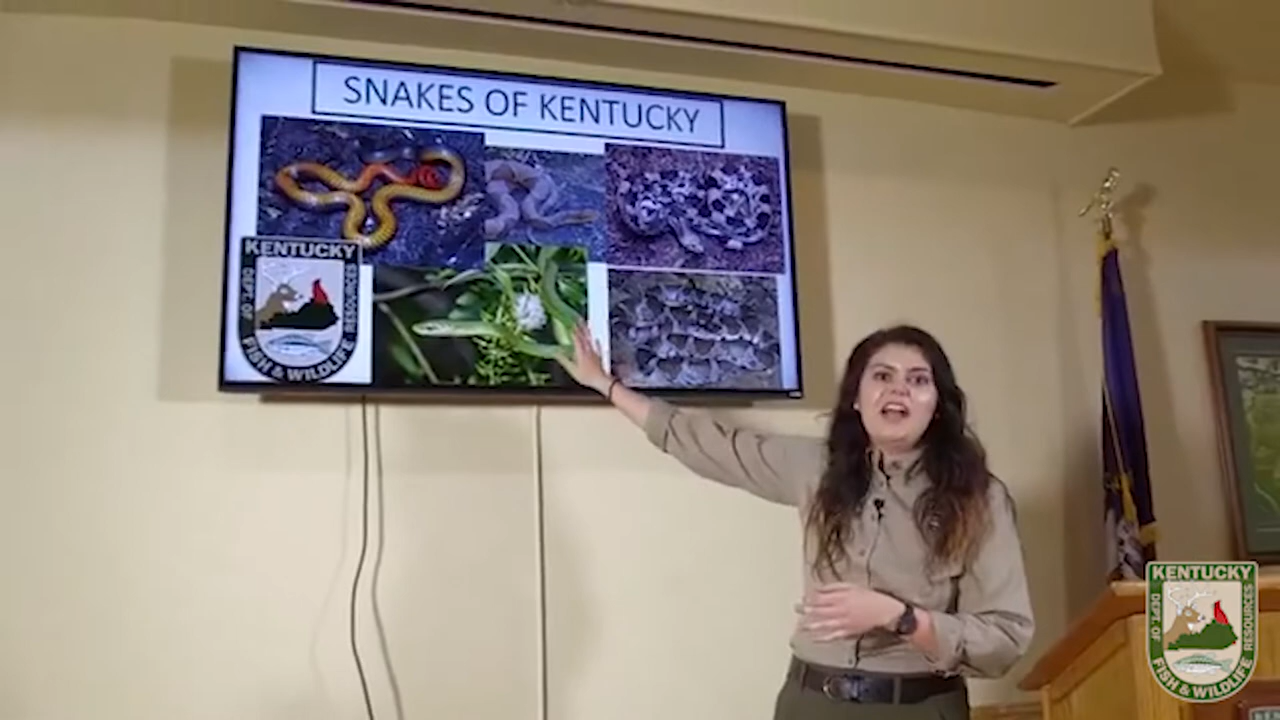 SNAKES OF KENTUCKY
KENTUCKY
DEPT. OF
RESOURCES
FISH & WILDLIFE
KENTUCKY
DEPT. OF
RESOURCES
FISH & WILDLIFE